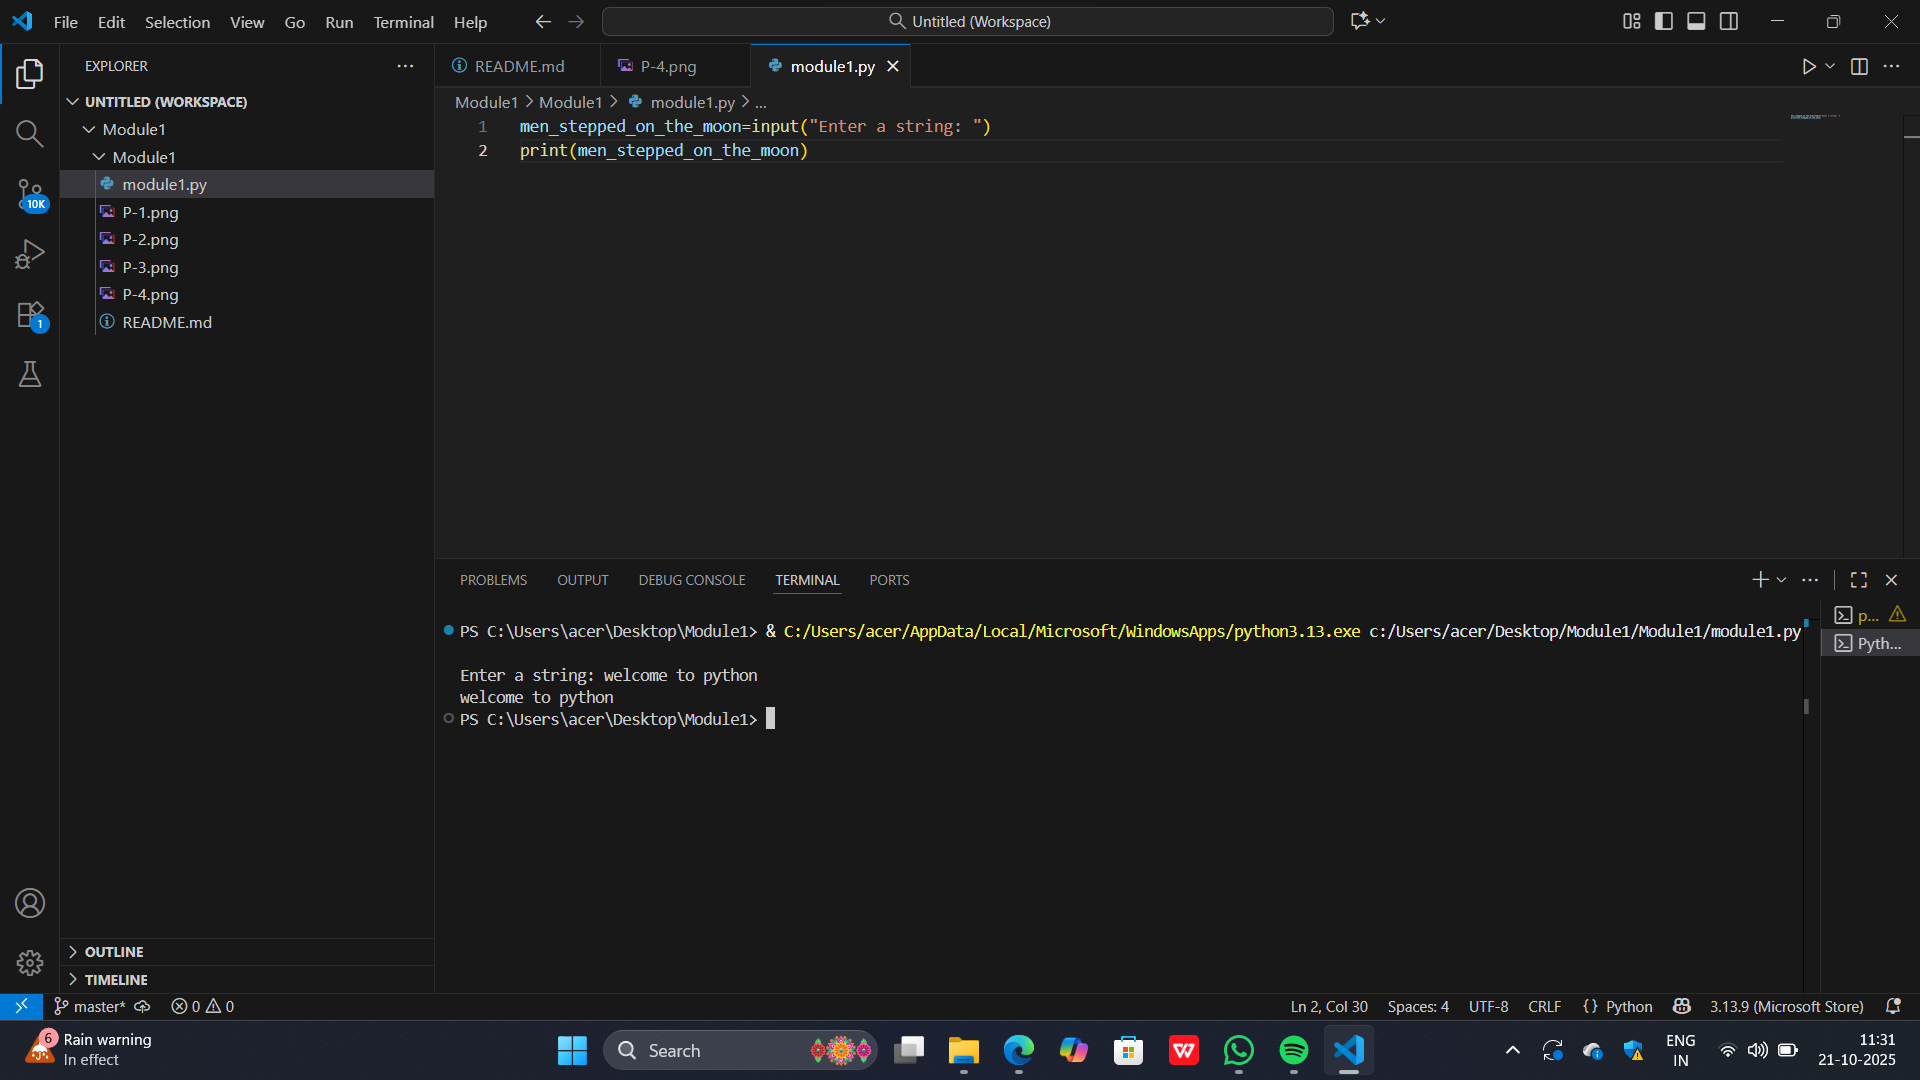 File Edit Selection View Go Run Terminal Help
Untitled (Workspace)
EXPLORER
UNTITLED (WORKSPACE)
Module1
Module1
module1.py
P-1.png
P-2.png
P-3.png
P-4.png
README.md
10K
1
OUTLINE
TIMELINE
README.md P-4.png module1.py
Module1 > Module1 > module1.py > ...
1 men_stepped_on_the_moon=input("Enter a string: ")
2 print(men_stepped_on_the_moon)
PROBLEMS OUTPUT DEBUG CONSOLE TERMINAL PORTS
PS C:\Users\acer\Desktop\Module1> & C:/Users/acer/AppData/Local/Microsoft/WindowsApps/python3.13.exe c:/Users/acer/Desktop/Module1/Module1/module1.py
Enter a string: welcome to python
welcome to python
PS C:\Users\acer\Desktop\Module1>
p...
Pyth...
master* 0 0 Ln 2, Col 30 Spaces: 4 UTF-8 CRLF {} Python 3.13.9 (Microsoft Store)
6
Rain warning
In effect
Search
W
ENG
IN
11:31
21-10-2025